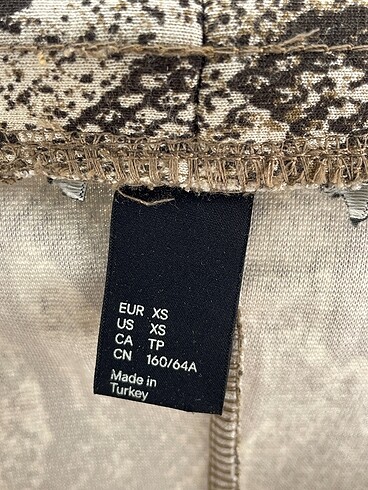 EUR XS
US XS
CA TP
CN 160/64A
Made in
Turkey